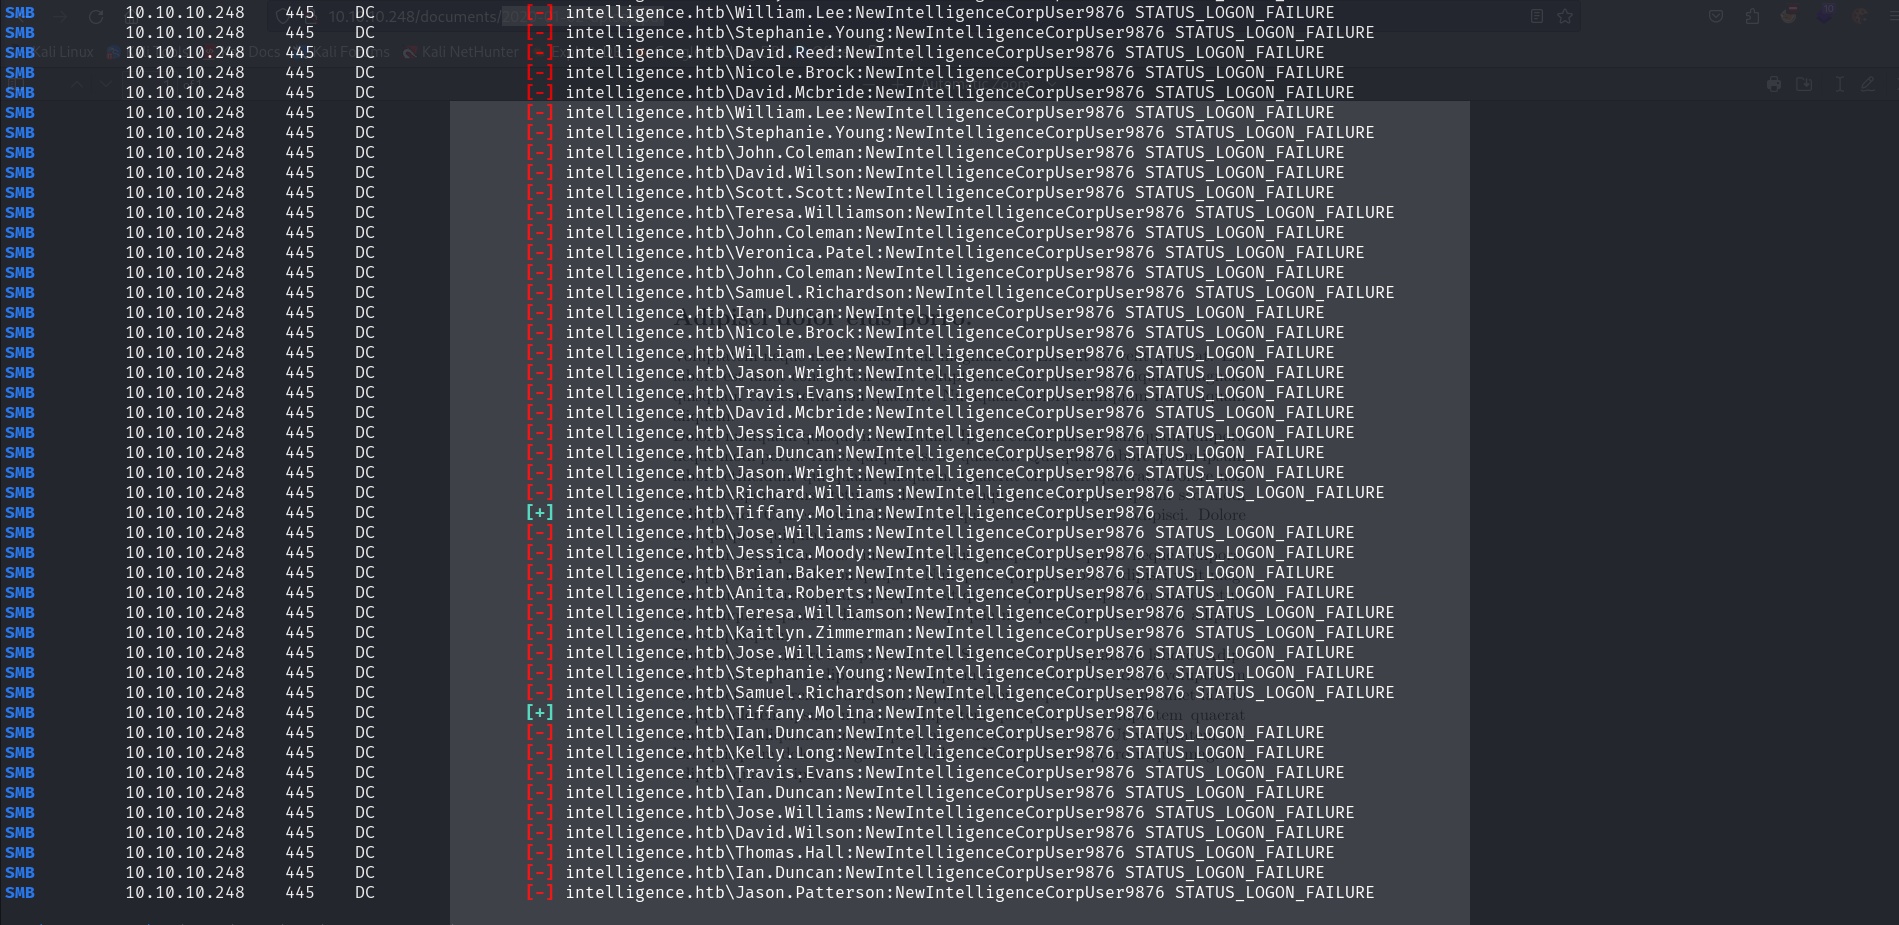 10.10.10.248/documents/
SMB 10.10.10.248 445 DC [-] intelligence.htb\William.Lee:NewIntelligenceCorpUser9876 STATUS_LOGON_FAILURE
SMB 10.10.10.248 445 DC [-] intelligence.htb\Stephanie.Young:NewIntelligenceCorpUser9876 STATUS_LOGON_FAILURE
Kali Linux Docs Kali Forums Kali NetHunter
SMB 10.10.10.248 445 DC [-] intelligence.htb\David.Reed:NewIntelligenceCorpUser9876 STATUS_LOGON_FAILURE
SMB 10.10.10.248 445 DC [-] intelligence.htb\Nicole.Brock:NewIntelligenceCorpUser9876 STATUS_LOGON_FAILURE
SMB 10.10.10.248 445 DC [-] intelligence.htb\David.Mcbride:NewIntelligenceCorpUser9876 STATUS_LOGON_FAILURE
SMB 10.10.10.248 445 DC [-] intelligence.htb\William.Lee:NewIntelligenceCorpUser9876 STATUS_LOGON_FAILURE
SMB 10.10.10.248 445 DC [-] intelligence.htb\Stephanie.Young:NewIntelligenceCorpUser9876 STATUS_LOGON_FAILURE
SMB 10.10.10.248 445 DC [-] intelligence.htb\John.Coleman:NewIntelligenceCorpUser9876 STATUS_LOGON_FAILURE
SMB 10.10.10.248 445 DC [-] intelligence.htb\David.Wilson:NewIntelligenceCorpUser9876 STATUS_LOGON_FAILURE
SMB 10.10.10.248 445 DC [-] intelligence.htb\Scott.Scott:NewIntelligenceCorpUser9876 STATUS_LOGON_FAILURE
SMB 10.10.10.248 445 DC [-] intelligence.htb\Teresa.Williamson:NewIntelligenceCorpUser9876 STATUS_LOGON_FAILURE
SMB 10.10.10.248 445 DC [-] intelligence.htb\John.Coleman:NewIntelligenceCorpUser9876 STATUS_LOGON_FAILURE
SMB 10.10.10.248 445 DC [-] intelligence.htb\Veronica.Patel:NewIntelligenceCorpUser9876 STATUS_LOGON_FAILURE
SMB 10.10.10.248 445 DC [-] intelligence.htb\John.Coleman:NewIntelligenceCorpUser9876 STATUS_LOGON_FAILURE
SMB 10.10.10.248 445 DC [-] intelligence.htb\Samuel.Richardson:NewIntelligenceCorpUser9876 STATUS_LOGON_FAILURE
SMB 10.10.10.248 445 DC [-] intelligence.htb\Ian.Duncan:NewIntelligenceCorpUser9876 STATUS_LOGON_FAILURE
SMB 10.10.10.248 445 DC [-] intelligence.htb\Nicole.Brock:NewIntelligenceCorpUser9876 STATUS_LOGON_FAILURE
SMB 10.10.10.248 445 DC [-] intelligence.htb\William.Lee:NewIntelligenceCorpUser9876 STATUS_LOGON_FAILURE
SMB 10.10.10.248 445 DC [-] intelligence.htb\Jason.Wright:NewIntelligenceCorpUser9876 STATUS_LOGON_FAILURE
SMB 10.10.10.248 445 DC [-] intelligence.htb\Travis.Evans:NewIntelligenceCorpUser9876 STATUS_LOGON_FAILURE
SMB 10.10.10.248 445 DC [-] intelligence.htb\David.Mcbride:NewIntelligenceCorpUser9876 STATUS_LOGON_FAILURE
SMB 10.10.10.248 445 DC [-] intelligence.htb\Jessica.Moody:NewIntelligenceCorpUser9876 STATUS_LOGON_FAILURE
SMB 10.10.10.248 445 DC [-] intelligence.htb\Ian.Duncan:NewIntelligenceCorpUser9876 STATUS_LOGON_FAILURE
SMB 10.10.10.248 445 DC [-] intelligence.htb\Jason.Wright:NewIntelligenceCorpUser9876 STATUS_LOGON_FAILURE
SMB 10.10.10.248 445 DC [-] intelligence.htb\Richard.Williams:NewIntelligenceCorpUser9876 STATUS_LOGON_FAILURE
SMB 10.10.10.248 445 DC [+] intelligence.htb\Tiffany.Molina:NewIntelligenceCorpUser9876
SMB 10.10.10.248 445 DC [-] intelligence.htb\Jose.Williams:NewIntelligenceCorpUser9876 STATUS_LOGON_FAILURE
SMB 10.10.10.248 445 DC [-] intelligence.htb\Jessica.Moody:NewIntelligenceCorpUser9876 STATUS_LOGON_FAILURE
SMB 10.10.10.248 445 DC [-] intelligence.htb\Brian.Baker:NewIntelligenceCorpUser9876 STATUS_LOGON_FAILURE
SMB 10.10.10.248 445 DC [-] intelligence.htb\Anita.Roberts:NewIntelligenceCorpUser9876 STATUS_LOGON_FAILURE
SMB 10.10.10.248 445 DC [-] intelligence.htb\Teresa.Williamson:NewIntelligenceCorpUser9876 STATUS_LOGON_FAILURE
SMB 10.10.10.248 445 DC [-] intelligence.htb\Kaitlyn.Zimmerman:NewIntelligenceCorpUser9876 STATUS_LOGON_FAILURE
SMB 10.10.10.248 445 DC [-] intelligence.htb\Jose.Williams:NewIntelligenceCorpUser9876 STATUS_LOGON_FAILURE
SMB 10.10.10.248 445 DC [-] intelligence.htb\Stephanie.Young:NewIntelligenceCorpUser9876 STATUS_LOGON_FAILURE
SMB 10.10.10.248 445 DC [-] intelligence.htb\Samuel.Richardson:NewIntelligenceCorpUser9876 STATUS_LOGON_FAILURE
SMB 10.10.10.248 445 DC [+] intelligence.htb\Tiffany.Molina:NewIntelligenceCorpUser9876
SMB 10.10.10.248 445 DC [-] intelligence.htb\Ian.Duncan:NewIntelligenceCorpUser9876 STATUS_LOGON_FAILURE
SMB 10.10.10.248 445 DC [-] intelligence.htb\Kelly.Long:NewIntelligenceCorpUser9876 STATUS_LOGON_FAILURE
SMB 10.10.10.248 445 DC [-] intelligence.htb\Travis.Evans:NewIntelligenceCorpUser9876 STATUS_LOGON_FAILURE
SMB 10.10.10.248 445 DC [-] intelligence.htb\Ian.Duncan:NewIntelligenceCorpUser9876 STATUS_LOGON_FAILURE
SMB 10.10.10.248 445 DC [-] intelligence.htb\Jose.Williams:NewIntelligenceCorpUser9876 STATUS_LOGON_FAILURE
SMB 10.10.10.248 445 DC [-] intelligence.htb\David.Wilson:NewIntelligenceCorpUser9876 STATUS_LOGON_FAILURE
SMB 10.10.10.248 445 DC [-] intelligence.htb\Thomas.Hall:NewIntelligenceCorpUser9876 STATUS_LOGON_FAILURE
SMB 10.10.10.248 445 DC [-] intelligence.htb\Ian.Duncan:NewIntelligenceCorpUser9876 STATUS_LOGON_FAILURE
SMB 10.10.10.248 445 DC [-] intelligence.htb\Jason.Patterson:NewIntelligenceCorpUser9876 STATUS_LOGON_FAILURE